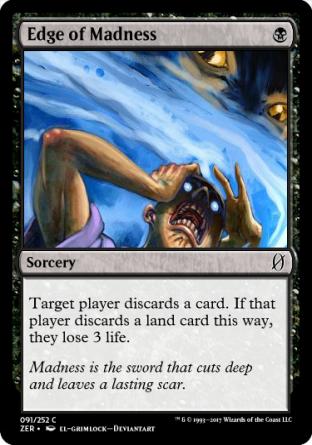 Edge of Madness
Sorcery
Target player discards a card. If that
player discards a land card this way,
they lose 3 life.
Madness is the sword that cuts deep
and leaves a lasting scar.
091/252 C
ZER • EL-GRIMLOCK—DEVIANTART
™ & © 1993–2017 Wizards of the Coast LLC